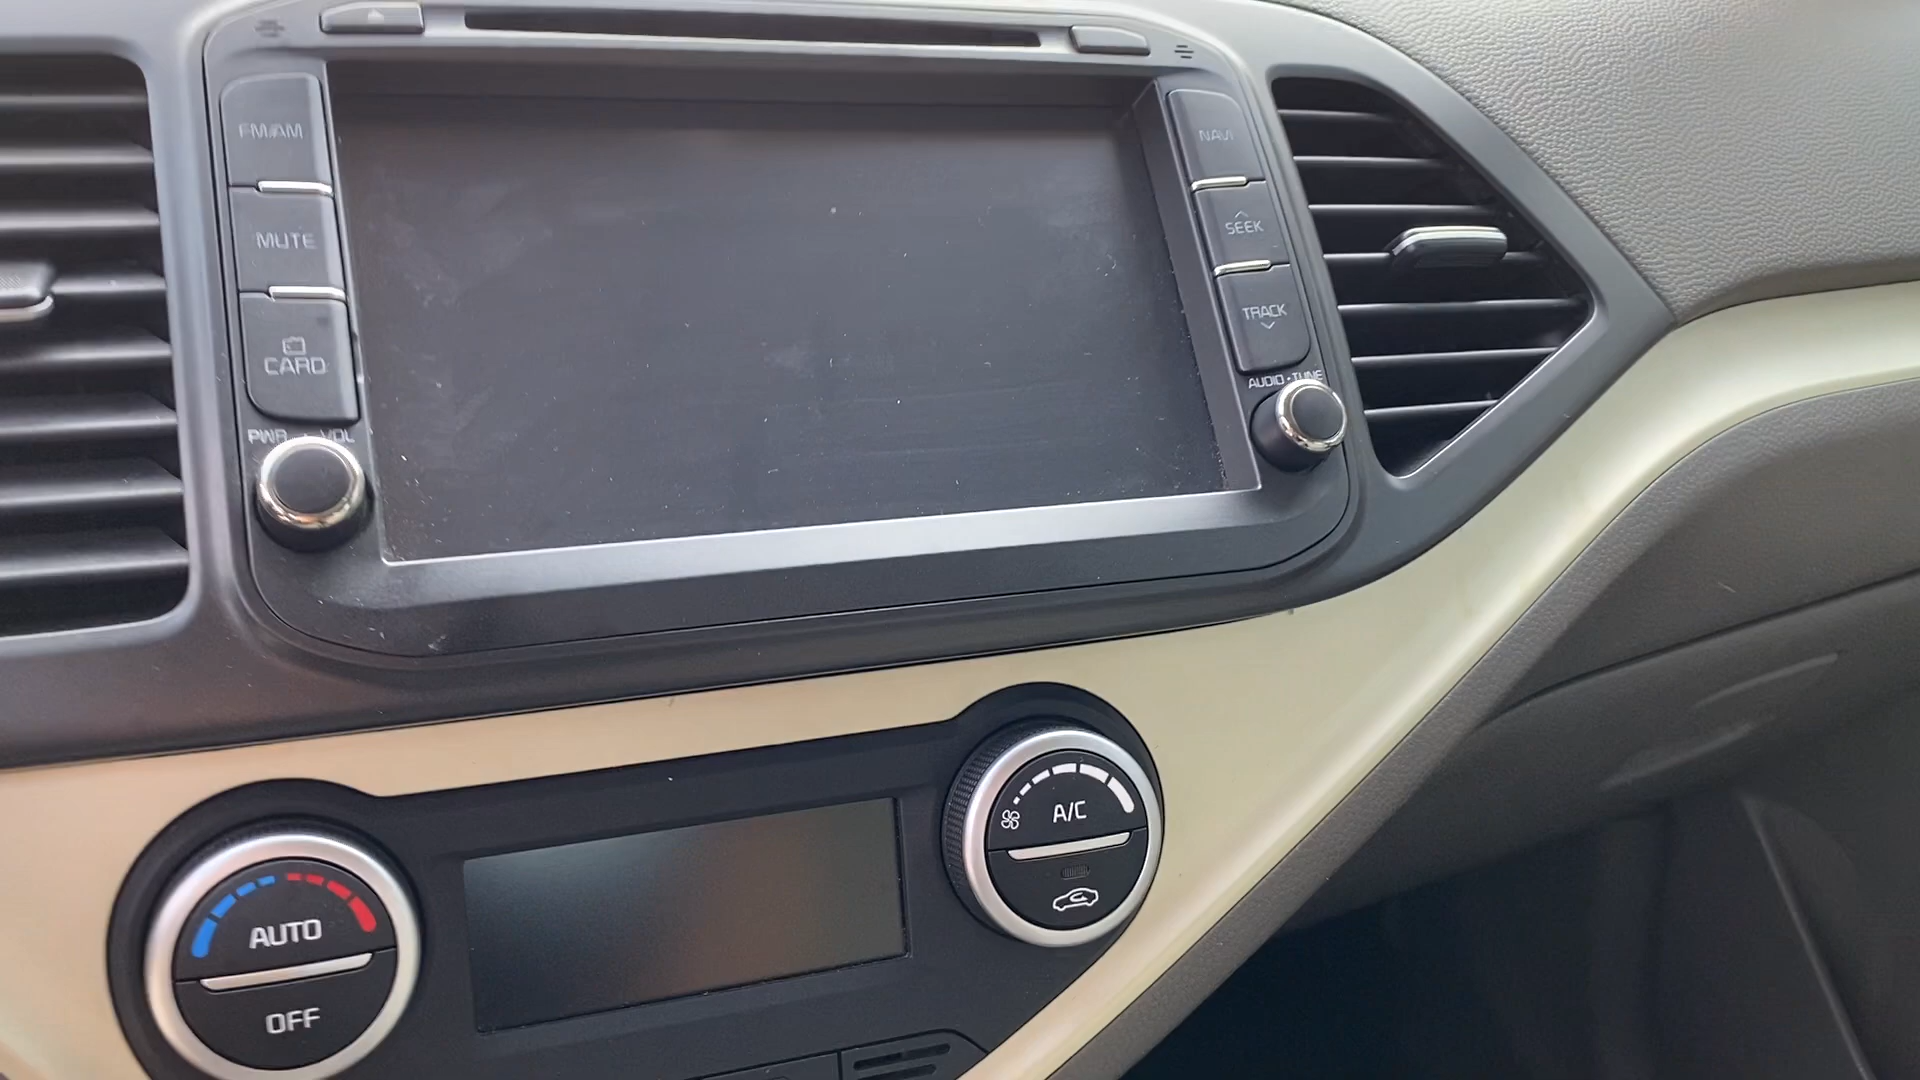 FM/AM
MUTE
CARD
PWR VOL
NAVI
SEEK
TRACK
AUDIO • TUNE
AUTO
OFF
A/C